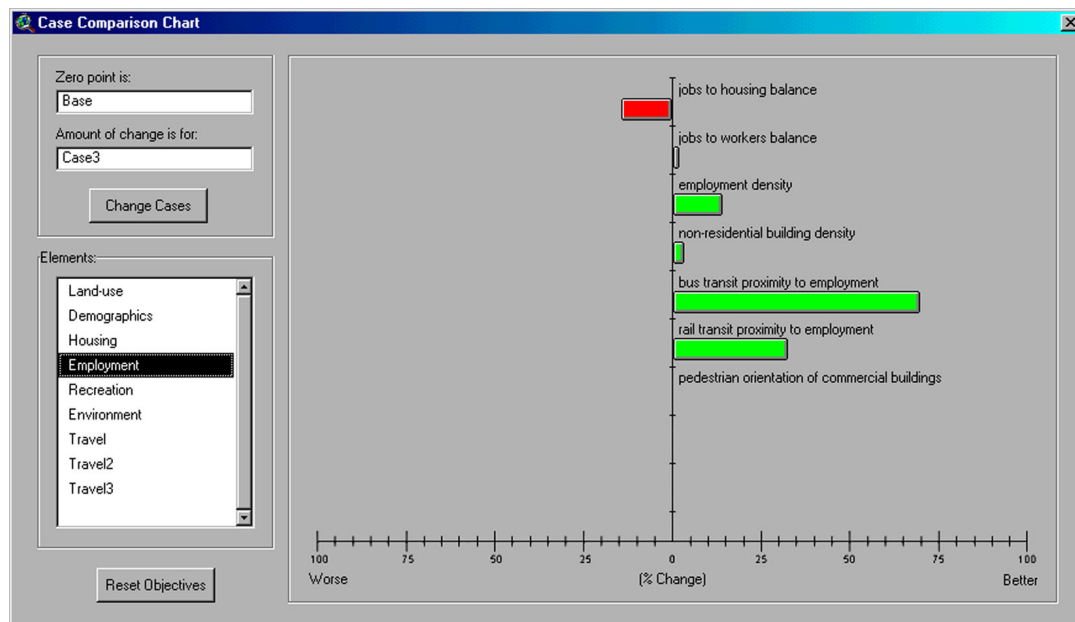 Case Comparison Chart
Zero point is:
Base
Amount of change is for:
Case3
Change Cases
Elements:
Land-use
Demographics
Housing
Employment
Recreation
Environment
Travel
Travel2
Travel3
Reset Objectives
jobs to housing balance
jobs to workers balance
employment density
non-residential building density
bus transit proximity to employment
rail transit proximity to employment
pedestrian orientation of commercial buildings
100 75 50 25 0 25 50 75 100
Worse (% Change) Better